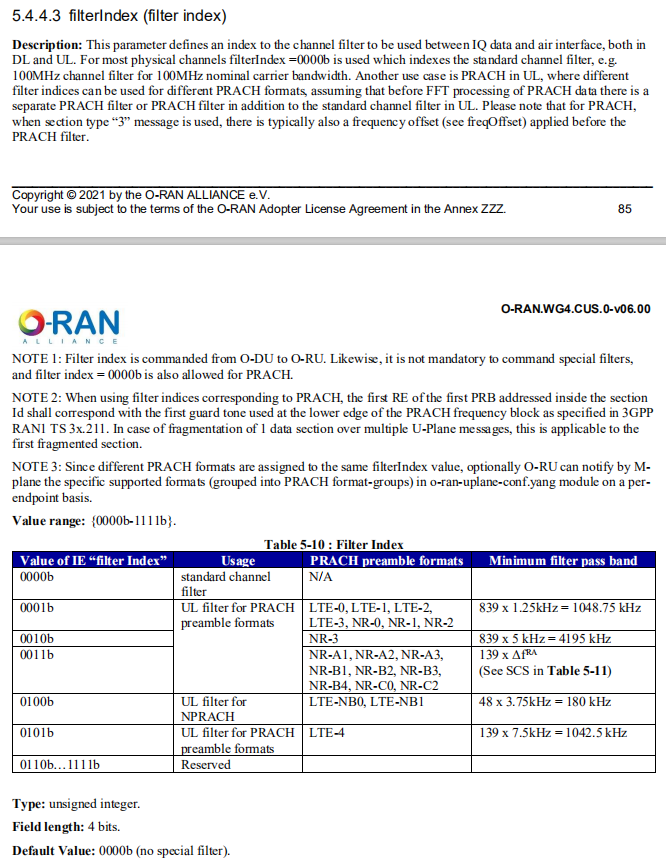 5.4.4.3 filterIndex (filter index)
Description: This parameter defines an index to the channel filter to be used between IQ data and air interface, both in
DL and UL. For most physical channels filterIndex =0000b is used which indexes the standard channel filter, e.g.
100MHz channel filter for 100MHz nominal carrier bandwidth. Another use case is PRACH in UL, where different
filter indices can be used for different PRACH formats, assuming that before FFT processing of PRACH data there is a
separate PRACH filter or PRACH filter in addition to the standard channel filter in UL. Please note that for PRACH,
when section type “3” message is used, there is typically also a frequency offset (see freqOffset) applied before the
PRACH filter.
Copyright © 2021 by the O-RAN ALLIANCE e.V.
Your use is subject to the terms of the O-RAN Adopter License Agreement in the Annex ZZZ. 85
O-RAN.WG4.CUS.0-v06.00
O-RAN
ALLIANCE
NOTE 1: Filter index is commanded from O-DU to O-RU. Likewise, it is not mandatory to command special filters,
and filter index = 0000b is also allowed for PRACH.
NOTE 2: When using filter indices corresponding to PRACH, the first RE of the first PRB addressed inside the section
Id shall correspond with the first guard tone used at the lower edge of the PRACH frequency block as specified in 3GPP
RAN1 TS 3x.211. In case of fragmentation of 1 data section over multiple U-Plane messages, this is applicable to the
first fragmented section.
NOTE 3: Since different PRACH formats are assigned to the same filterIndex value, optionally O-RU can notify by M-
plane the specific supported formats (grouped into PRACH format-groups) in o-ran-uplane-conf.yang module on a per-
endpoint basis.
Value range: {0000b-1111b}.
Table 5-10 : Filter Index
Value of IE “filter Index” Usage PRACH preamble formats Minimum filter pass band
0000b standard channel N/A
filter
0001b UL filter for PRACH LTE-0, LTE-1, LTE-2, 839 x 1.25kHz = 1048.75 kHz
preamble formats LTE-3, NR-0, NR-1, NR-2
0010b NR-3 839 x 5 kHz = 4195 kHz
0011b NR-A1, NR-A2, NR-A3, 139 x ΔfRA
NR-B1, NR-B2, NR-B3, (See SCS in Table 5-11)
NR-B4, NR-C0, NR-C2
0100b UL filter for LTE-NB0, LTE-NB1 48 x 3.75kHz = 180 kHz
NPRACH
0101b UL filter for PRACH LTE-4 139 x 7.5kHz = 1042.5 kHz
preamble formats
0110b…1111b Reserved
Type: unsigned integer.
Field length: 4 bits.
Default Value: 0000b (no special filter).